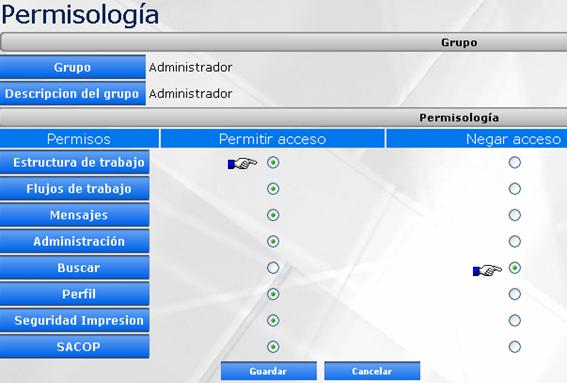 Permisología
Grupo
Grupo Administrador
Descripcion del grupo Administrador
Permisología
Permisos Permitir acceso Negar acceso
Estructura de trabajo
Flujos de trabajo
Mensajes
Administración
Buscar
Perfil
Seguridad Impresion
SACOP
Guardar Cancelar